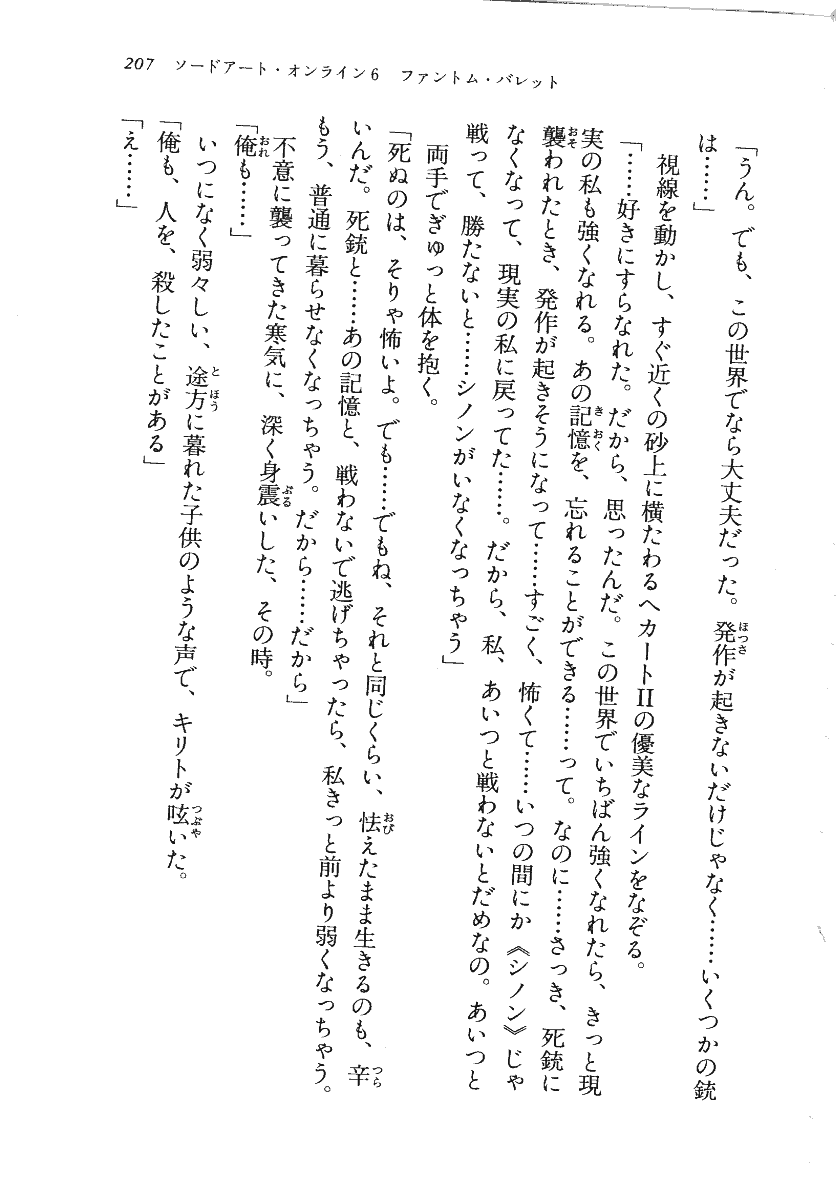 207　ソードアート・オンライン6　ファントム・バレット
「うん。でも、この世界でなら大丈夫だった。発作が起きないだけじゃなく……いくつかの銃
は……」
　視線を動かし、すぐ近くの砂上に横たわるヘカートIIの優美なラインをなぞる。
「……好きにすらなれた。だから、思ったんだ。この世界でいちばん強くなれたら、きっと現
実の私も強くなれる。あの記憶を、忘れることができる……って。なのに……さっき、死銃に
襲われたとき、発作が起きそうになって……すごく、怖くて……いつの間にか《シノン》じゃ
なくなって、現実の私に戻ってた……。だから、私、あいつと戦わないとだめなの。あいつと
戦って、勝たないと……シノンがいなくなっちゃう」
　両手でぎゅっと体を抱く。
「死ぬのは、そりゃ怖いよ。でも……でもね、それと同じくらい、怯えたまま生きるのも、辛
いんだ。死銃と……あの記憶と、戦わないで逃げちゃったら、私きっと前より弱くなっちゃう。
もう、普通に暮らせなくなっちゃう。だから……だから」
　不意に襲ってきた寒気に、深く身震いした、その時。
「俺も……」
　いつになく弱々しい、途方に暮れた子供のような声で、キリトが呟いた。
「俺も、人を、殺したことがある」
「え……」